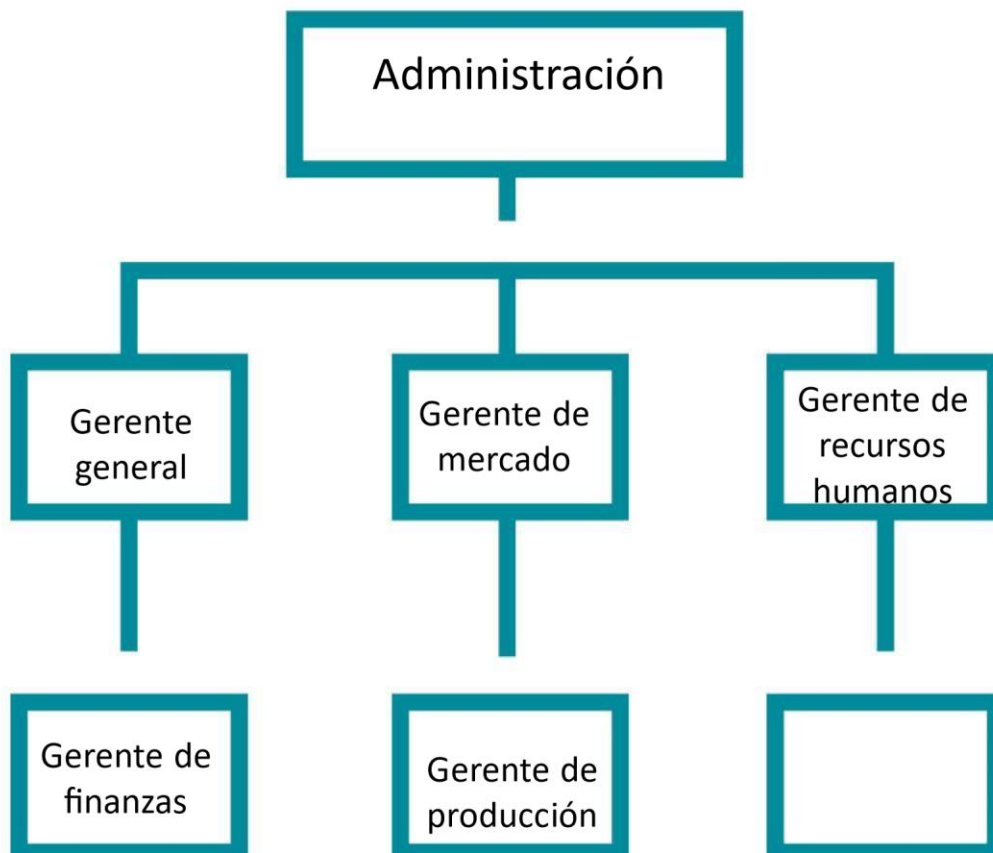 Administración
Gerente
general
Gerente de
mercado
Gerente de
recursos
humanos
Gerente de
finanzas
Gerente de
producción